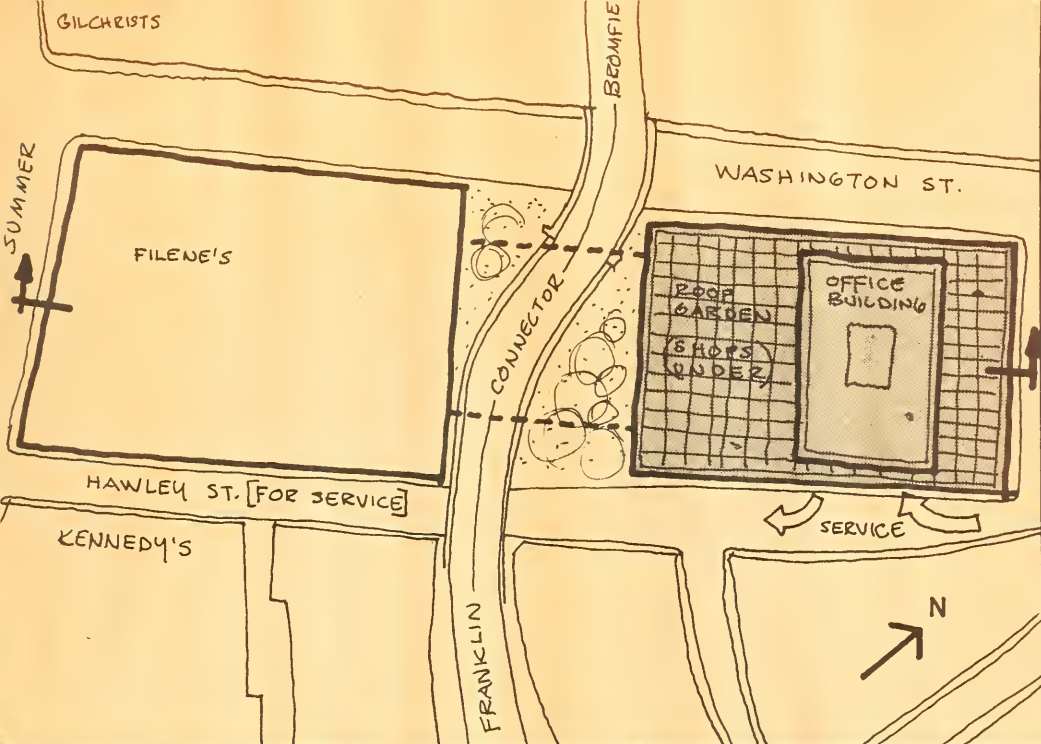 GILCHRISTS
BROMFIE
SUMMER
WASHINGTON ST.
FILENE'S
CONNECTOR
ROOF
GARDEN
(SHOPS
UNDER)
OFFICE
BUILDING
HAWLEY ST. [FOR SERVICE]
SERVICE
KENNEDY'S
FRANKLIN
N